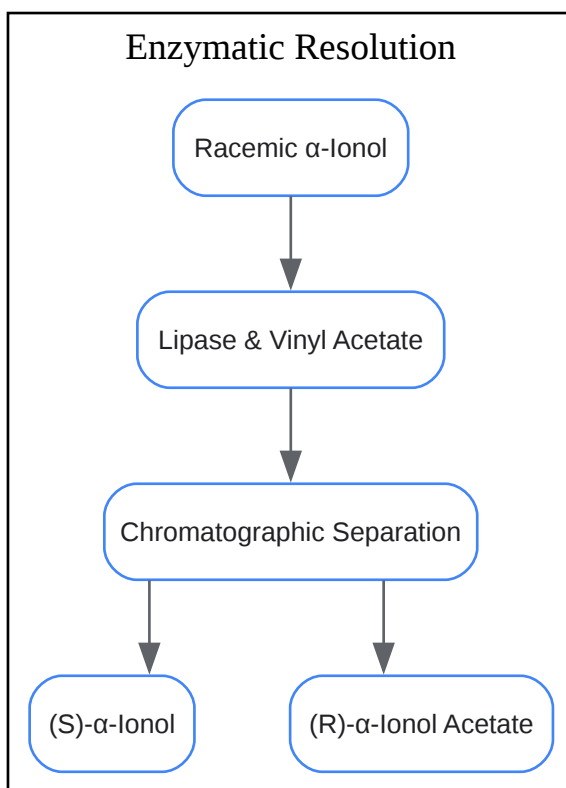 Enzymatic Resolution
Racemic α-Ionol
Lipase & Vinyl Acetate
Chromatographic Separation
(S)-α-Ionol
(R)-α-Ionol Acetate